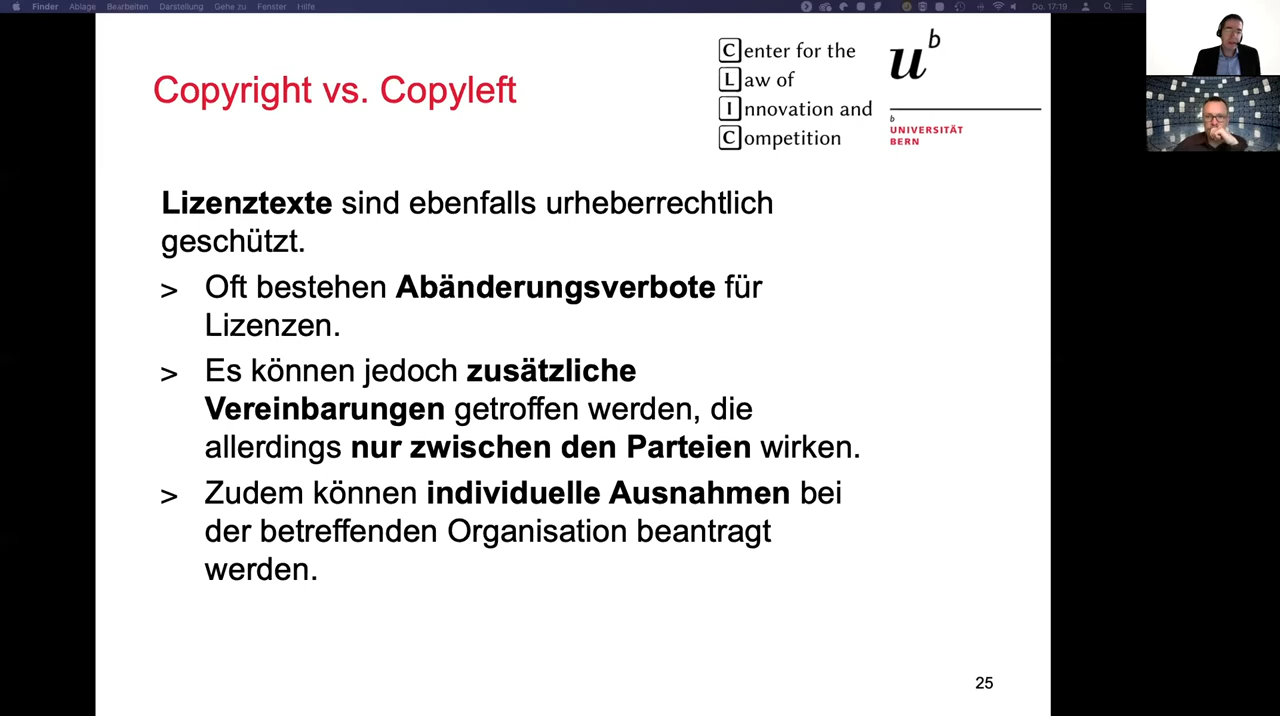 Finder Ablage Bearbeiten Darstellung Gehe zu Fenster Hilfe
Do. 17:19
Copyright vs. Copyleft
Center for the
Law of
Innovation and
Competition
u b
b
UNIVERSITÄT
BERN
Lizenztexte sind ebenfalls urheberrechtlich
geschützt.
> Oft bestehen Abänderungsverbote für
Lizenzen.
> Es können jedoch zusätzliche
Vereinbarungen getroffen werden, die
allerdings nur zwischen den Parteien wirken.
> Zudem können individuelle Ausnahmen bei
der betreffenden Organisation beantragt
werden.
25